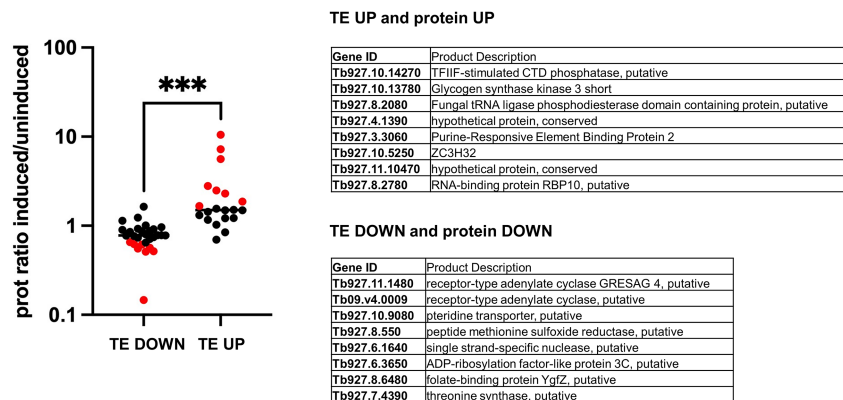 prot ratio induced/uninduced
100
10
1
0.1
***
TE DOWN TE UP
TE UP and protein UP
Gene ID Product Description
Tb927.10.14270 TFIIF-stimulated CTD phosphatase, putative
Tb927.10.13780 Glycogen synthase kinase 3 short
Tb927.8.2080 Fungal tRNA ligase phosphodiesterase domain containing protein, putative
Tb927.4.1390 hypothetical protein, conserved
Tb927.3.3060 Purine-Responsive Element Binding Protein 2
Tb927.10.5250 ZC3H32
Tb927.11.10470 hypothetical protein, conserved
Tb927.8.2780 RNA-binding protein RBP10, putative
TE DOWN and protein DOWN
Gene ID Product Description
Tb927.11.1480 receptor-type adenylate cyclase GRESAG 4, putative
Tb09.v4.0009 receptor-type adenylate cyclase, putative
Tb927.10.9080 pteridine transporter, putative
Tb927.8.550 peptide methionine sulfoxide reductase, putative
Tb927.6.1640 single strand-specific nuclease, putative
Tb927.6.3650 ADP-ribosylation factor-like protein 3C, putative
Tb927.8.6480 folate-binding protein YgfZ, putative
Tb927.7.4390 threonine synthase, putative